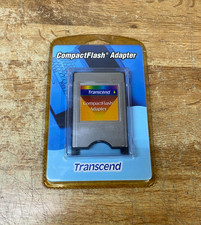 CompactFlash® Adapter
Transcend
CompactFlash
Adapter
Transcend